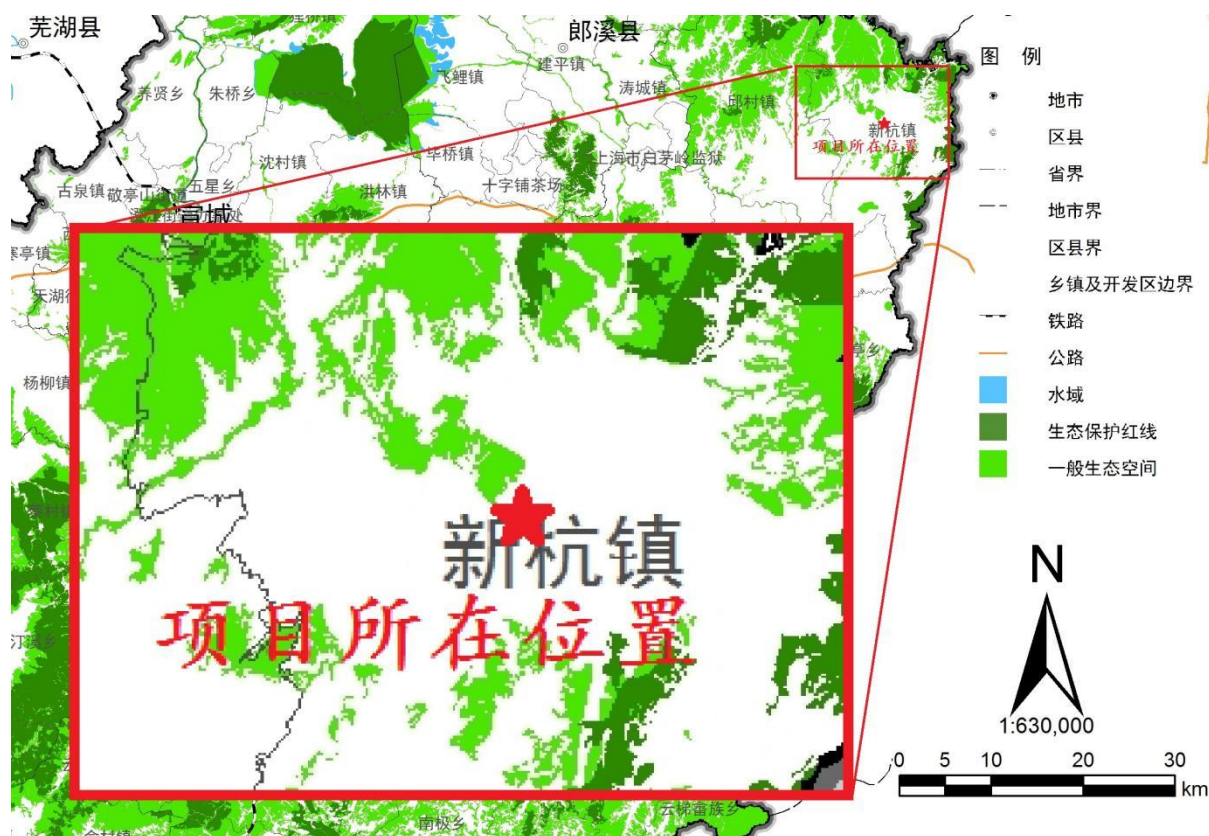 芜湖县
郎溪县
养贤乡
朱桥乡
飞鲤镇
建平镇
涛城镇
邱村镇
新杭镇
项目所在位置
沈村镇
毕桥镇
上海市白茅岭监狱
古泉镇
五星乡
洪林镇
十字铺茶场
杨柳镇
新杭镇
项目所在位置
云梯畲族乡
南极乡
图 例
地市
区县
省界
地市界
区县界
乡镇及开发区边界
铁路
公路
水域
生态保护红线
一般生态空间
N
1:630,000
0 5 10 20 30
km